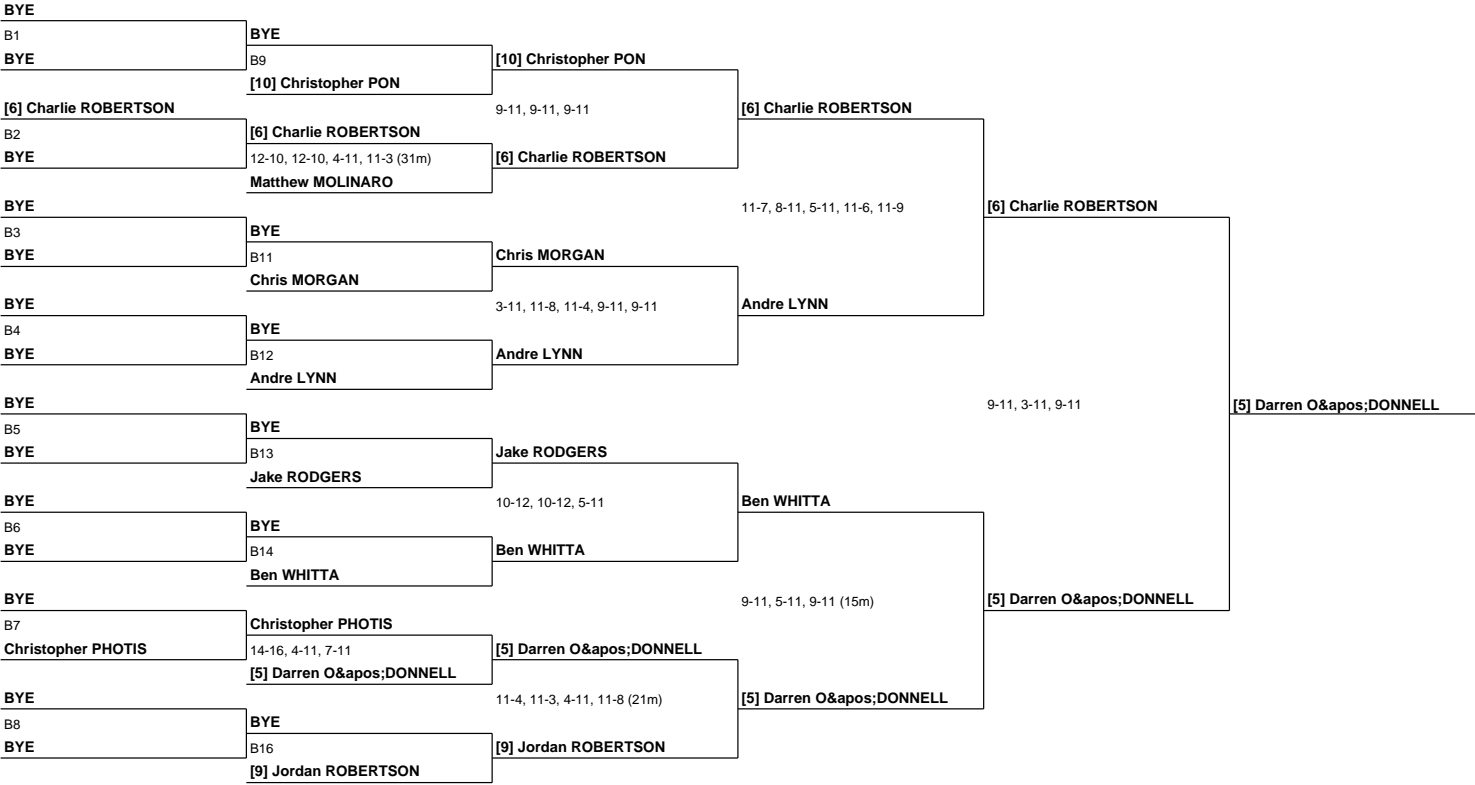 BYE
B1
BYE
[6] Charlie ROBERTSON
B2
BYE
BYE
B3
BYE
BYE
B4
BYE
BYE
B5
BYE
BYE
B6
BYE
BYE
B7
Christopher PHOTIS
BYE
B8
BYE
BYE
B9
[10] Christopher PON
[6] Charlie ROBERTSON
12-10, 12-10, 4-11, 11-3 (31m)
Matthew MOLINARO
BYE
B11
Chris MORGAN
BYE
B12
Andre LYNN
BYE
B13
Jake RODGERS
BYE
B14
Ben WHITTA
Christopher PHOTIS
14-16, 4-11, 7-11
[5] Darren O&apos;DONNELL
BYE
B16
[9] Jordan ROBERTSON
[10] Christopher PON
9-11, 9-11, 9-11
[6] Charlie ROBERTSON
Chris MORGAN
3-11, 11-8, 11-4, 9-11, 9-11
Andre LYNN
Jake RODGERS
10-12, 10-12, 5-11
Ben WHITTA
[5] Darren O&apos;DONNELL
11-4, 11-3, 4-11, 11-8 (21m)
[9] Jordan ROBERTSON
[6] Charlie ROBERTSON
11-7, 8-11, 5-11, 11-6, 11-9
Andre LYNN
Ben WHITTA
9-11, 5-11, 9-11 (15m)
[5] Darren O&apos;DONNELL
[6] Charlie ROBERTSON
9-11, 3-11, 9-11
[5] Darren O&apos;DONNELL
[5] Darren O&apos;DONNELL